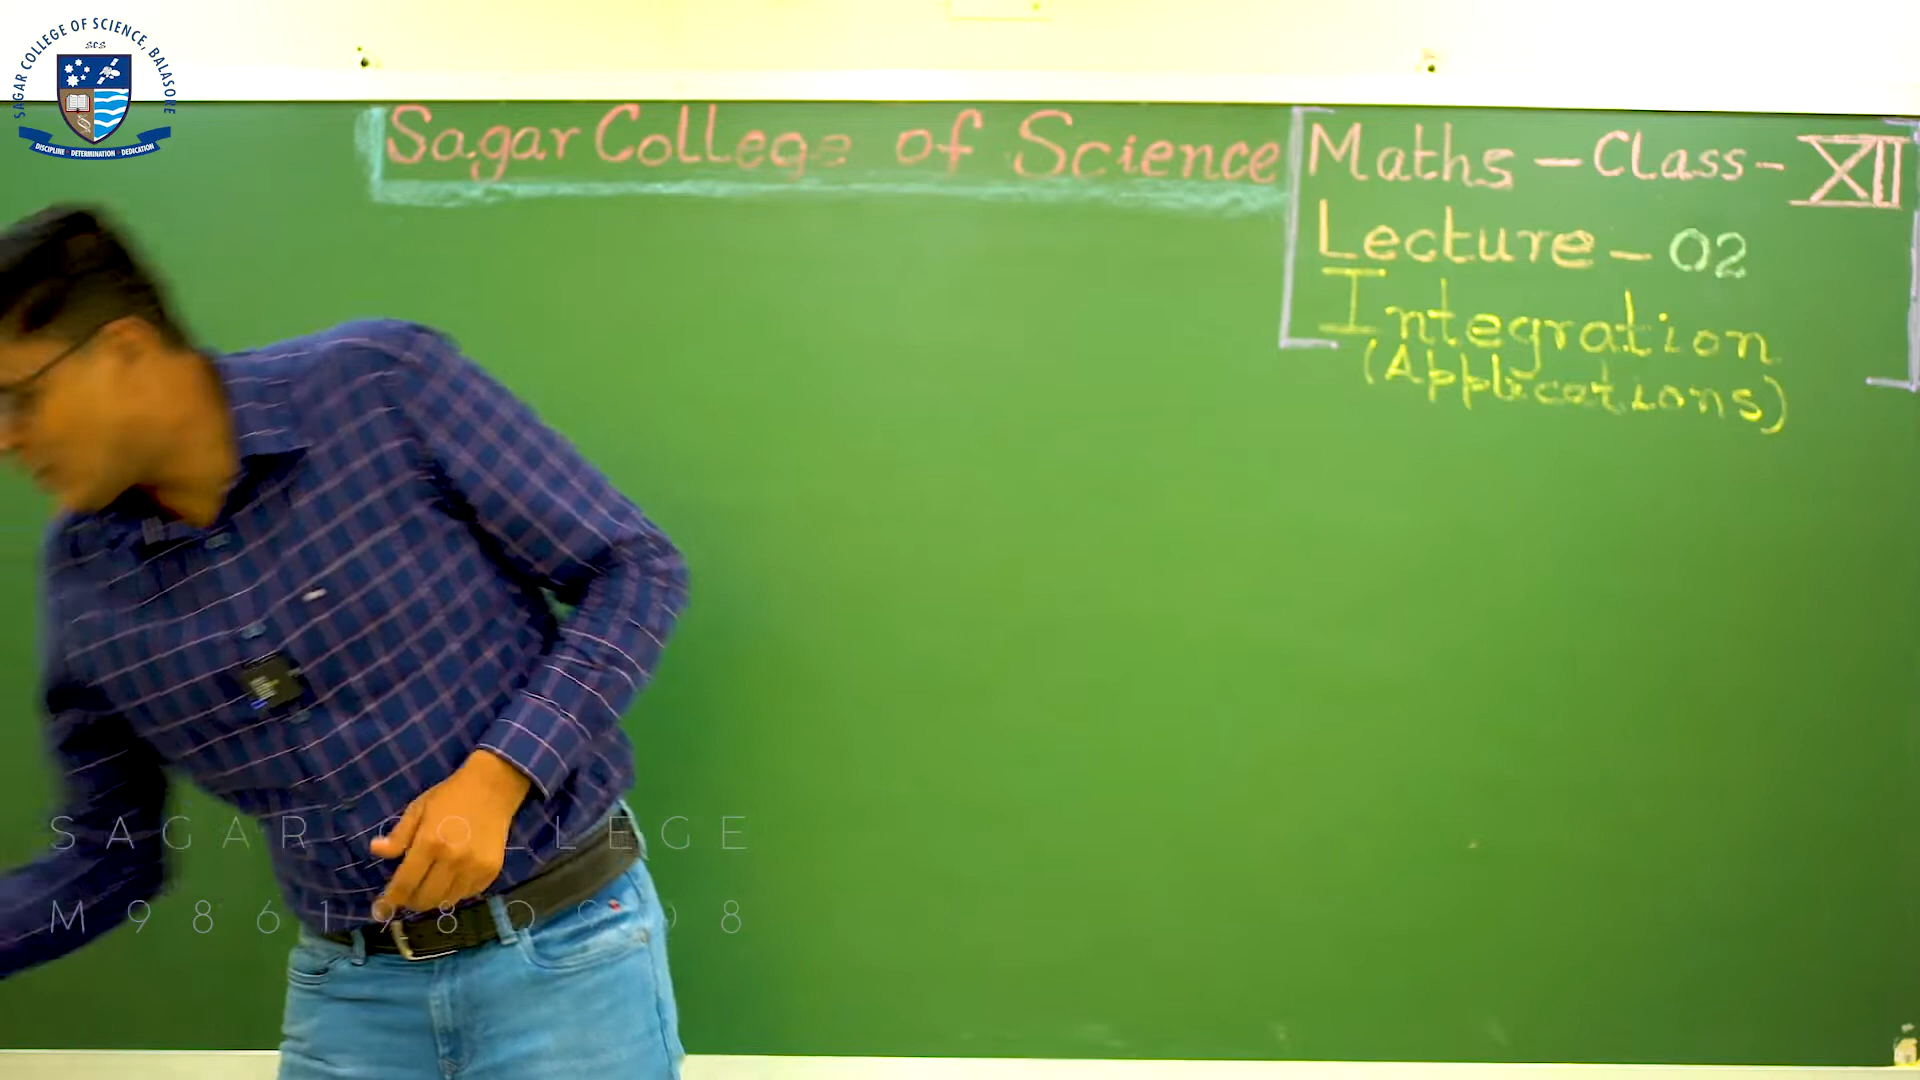 SAGAR COLLEGE OF SCIENCE, BALASORE
SCS
DISCIPLINE DETERMINATION DEDICATION
Sagar College of Science
Maths - Class - XII
Lecture - 02
Integration
(Applications)
SAGAR COLLEGE